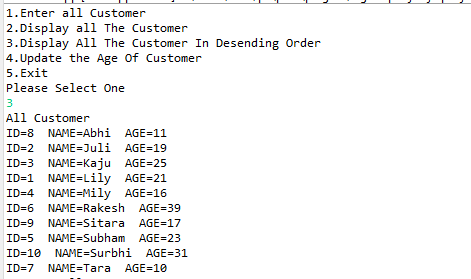 1.Enter all Customer
2.Display all The Customer
3.Display All The Customer In Desending Order
4.Update the Age Of Customer
5.Exit
Please Select One
3
All Customer
ID=8  NAME=Abhi  AGE=11
ID=2  NAME=Juli  AGE=19
ID=3  NAME=Kaju  AGE=25
ID=1  NAME=Lily  AGE=21
ID=4  NAME=Mily  AGE=16
ID=6  NAME=Rakesh  AGE=39
ID=9  NAME=Sitara  AGE=17
ID=5  NAME=Subham  AGE=23
ID=10  NAME=Surbhi  AGE=31
ID=7  NAME=Tara  AGE=10